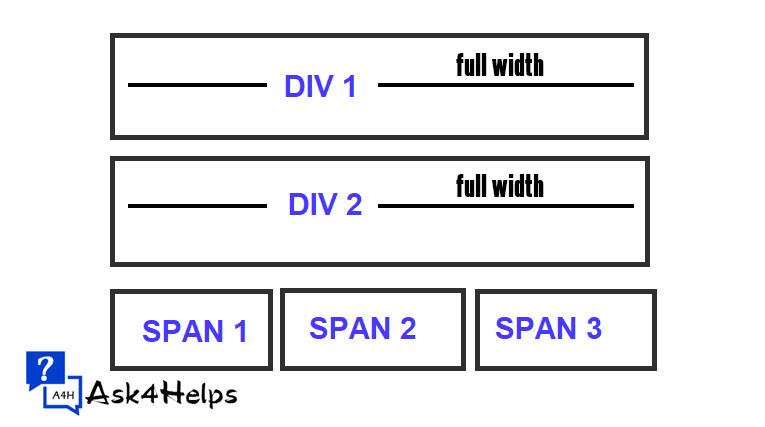 full width
DIV 1
full width
DIV 2
SPAN 1 SPAN 2 SPAN 3
?
A4H
Ask4Helps